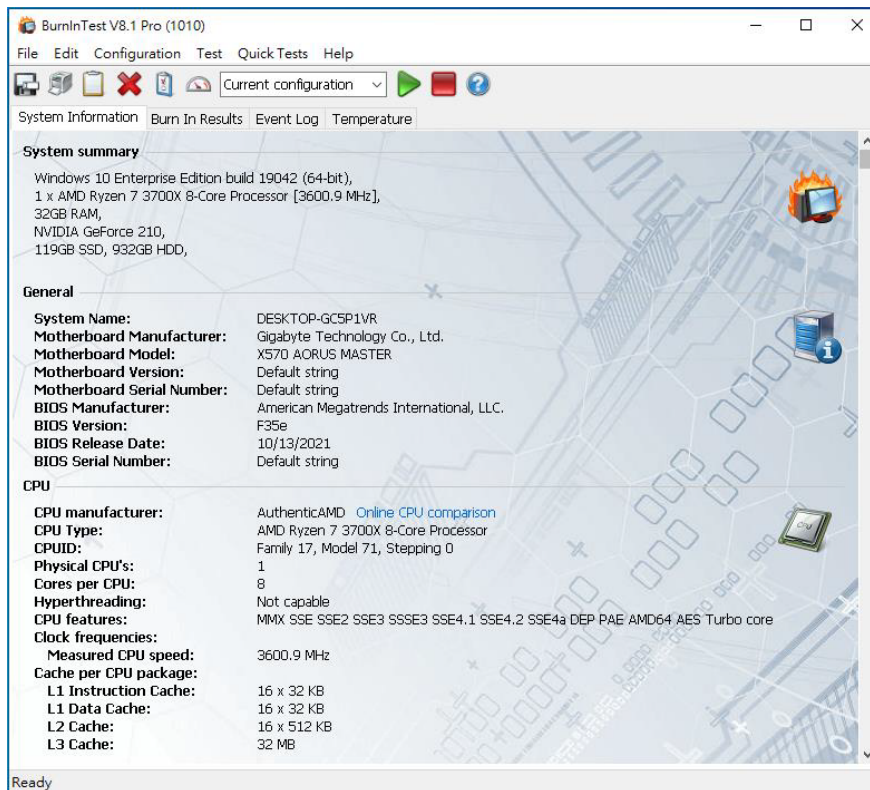 BurnInTest V8.1 Pro (1010)
File Edit Configuration Test Quick Tests Help
Current configuration
System Information Burn In Results Event Log Temperature
System summary
Windows 10 Enterprise Edition build 19042 (64-bit),
1 x AMD Ryzen 7 3700X 8-Core Processor [3600.9 MHz],
32GB RAM,
NVIDIA GeForce 210,
119GB SSD, 932GB HDD,
General
System Name: DESKTOP-GC5P1VR
Motherboard Manufacturer: Gigabyte Technology Co., Ltd.
Motherboard Model: X570 AORUS MASTER
Motherboard Version: Default string
Motherboard Serial Number: Default string
BIOS Manufacturer: American Megatrends International, LLC.
BIOS Version: F35e
BIOS Release Date: 10/13/2021
BIOS Serial Number: Default string
CPU
CPU manufacturer: AuthenticAMD Online CPU comparison
CPU Type: AMD Ryzen 7 3700X 8-Core Processor
CPUID: Family 17, Model 71, Stepping 0
Physical CPU's: 1
Cores per CPU: 8
Hyperthreading: Not capable
CPU features: MMX SSE SSE2 SSE3 SSSE3 SSE4.1 SSE4.2 SSE4a DEP PAE AMD64 AES Turbo core
Clock frequencies:
Measured CPU speed: 3600.9 MHz
Cache per CPU package:
L1 Instruction Cache: 16 x 32 KB
L1 Data Cache: 16 x 32 KB
L2 Cache: 16 x 512 KB
L3 Cache: 32 MB
Ready